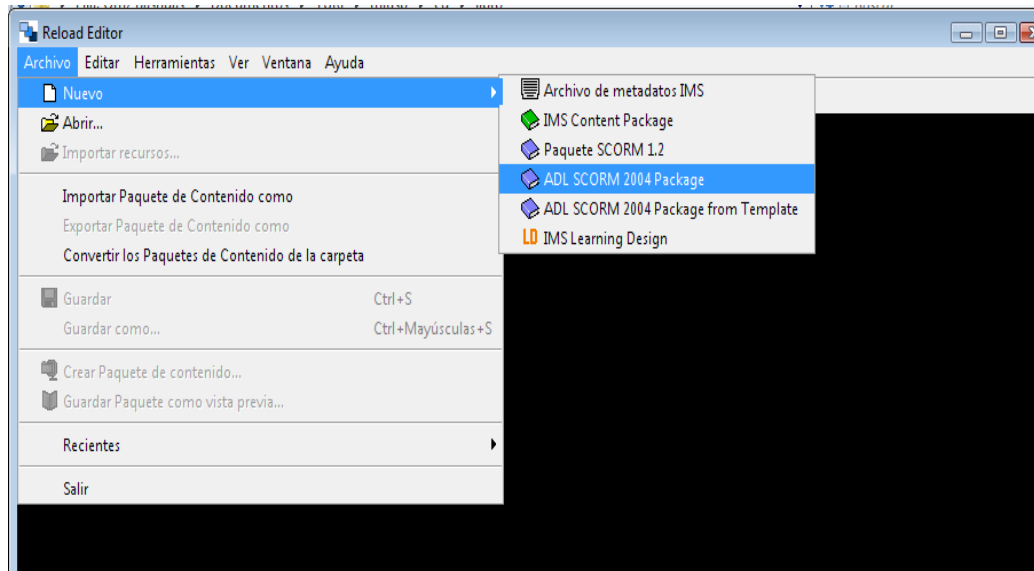 Reload Editor
Archivo Editar Herramientas Ver Ventana Ayuda
Nuevo
Abrir...
Importar recursos...
Importar Paquete de Contenido como
Exportar Paquete de Contenido como
Convertir los Paquetes de Contenido de la carpeta
Guardar Ctrl+S
Guardar como... Ctrl+Mayúsculas+S
Crear Paquete de contenido...
Guardar Paquete como vista previa...
Recientes
Salir
Archivo de metadatos IMS
IMS Content Package
Paquete SCORM 1.2
ADL SCORM 2004 Package
ADL SCORM 2004 Package from Template
LD IMS Learning Design